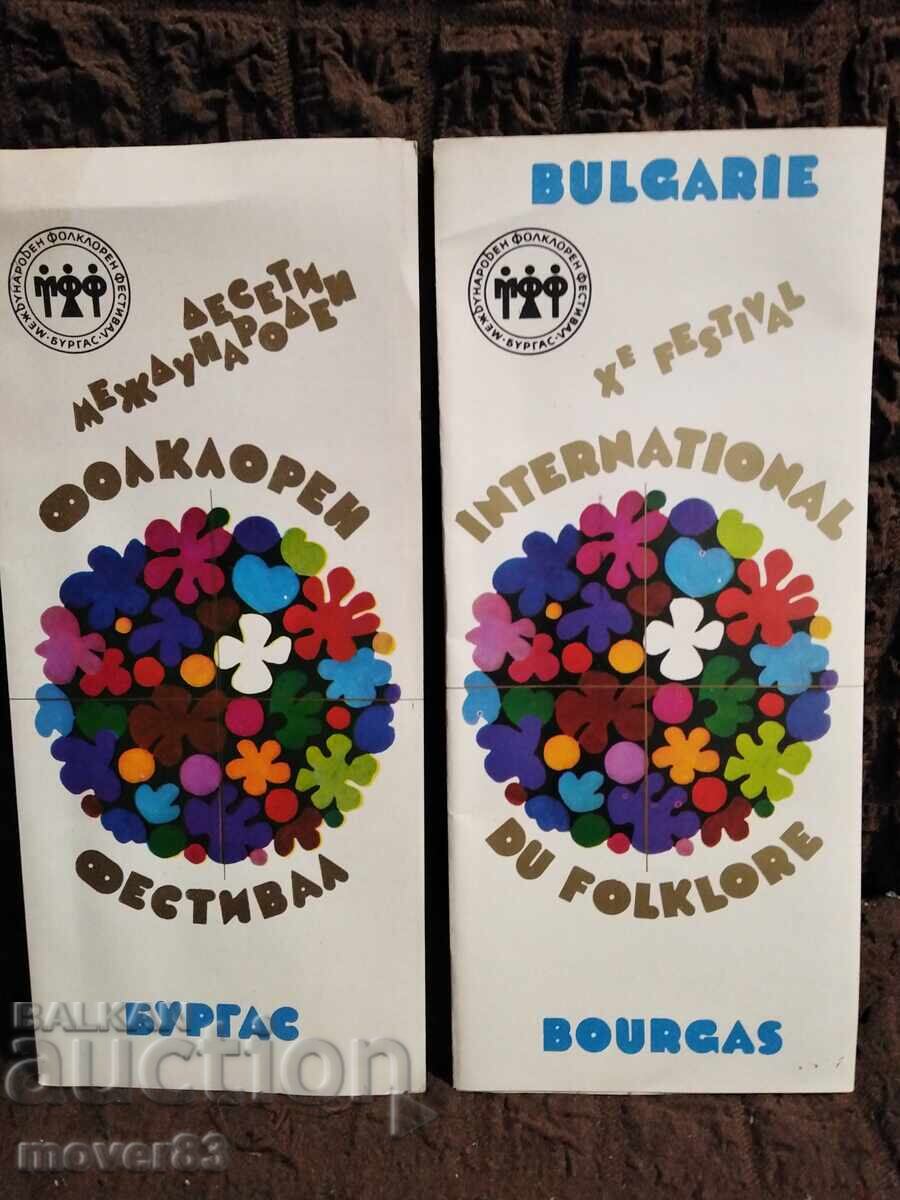 МЕЖДУНАРОДЕН ФОЛКЛОРЕН ФЕСТИВАЛ
·БУРГАС·
МФФ
ДЕСЕТИ
МЕЖДУНАРОДЕН
ФОЛКЛОРЕН
ФЕСТИВАЛ
БУРГАС
BULGARIE
МЕЖДУНАРОДЕН ФОЛКЛОРЕН ФЕСТИВАЛ
·БУРГАС·
МФФ
XE FESTIVAL
INTERNATIONAL
DU FOLKLORE
BOURGAS
BALKAN
auction
mover83